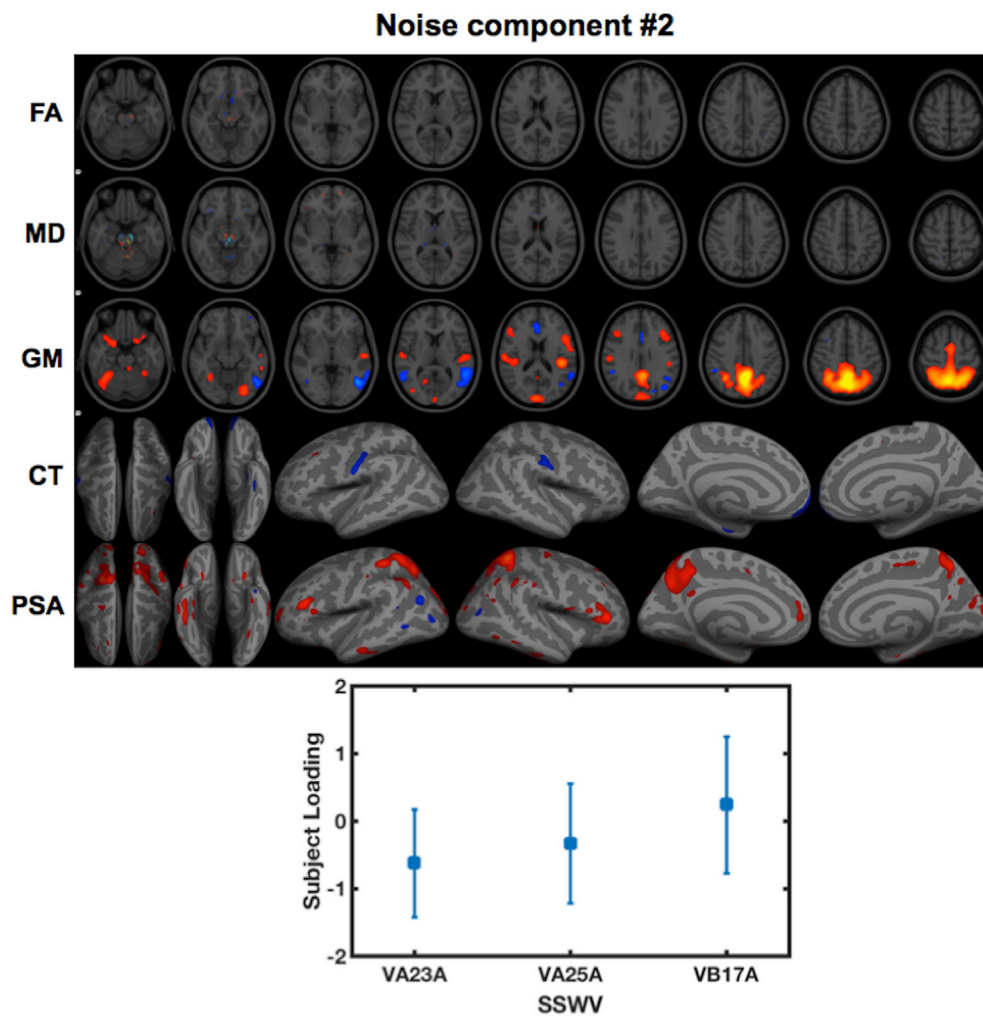 Noise component #2
FA
MD
GM
CT
PSA
2
1
0
-1
-2
Subject Loading
VA23A VA25A VB17A
SSWV